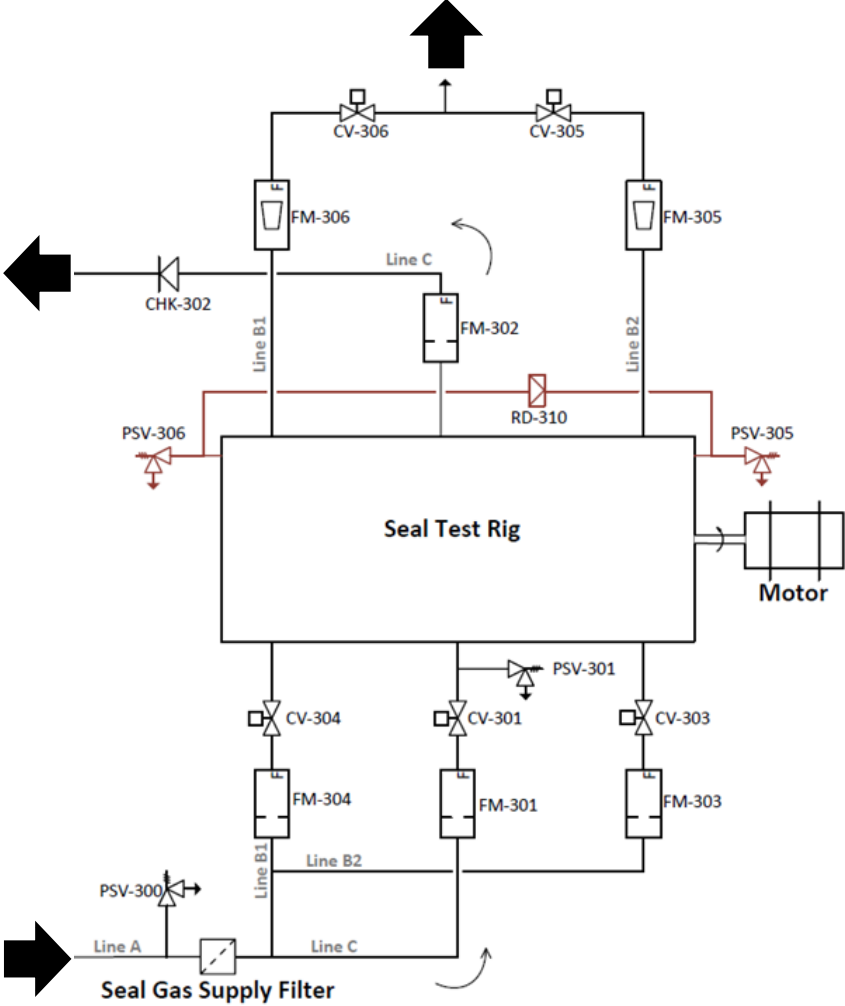 CV-306
CV-305
F
FM-306
F
FM-305
Line C
CHK-302
F
FM-302
Line B1
Line B2
RD-310
PSV-306
PSV-305
Seal Test Rig
Motor
PSV-301
CV-304
CV-301
CV-303
F
FM-304
F
FM-301
F
FM-303
Line B1
Line B2
PSV-300
Line A
Line C
Seal Gas Supply Filter